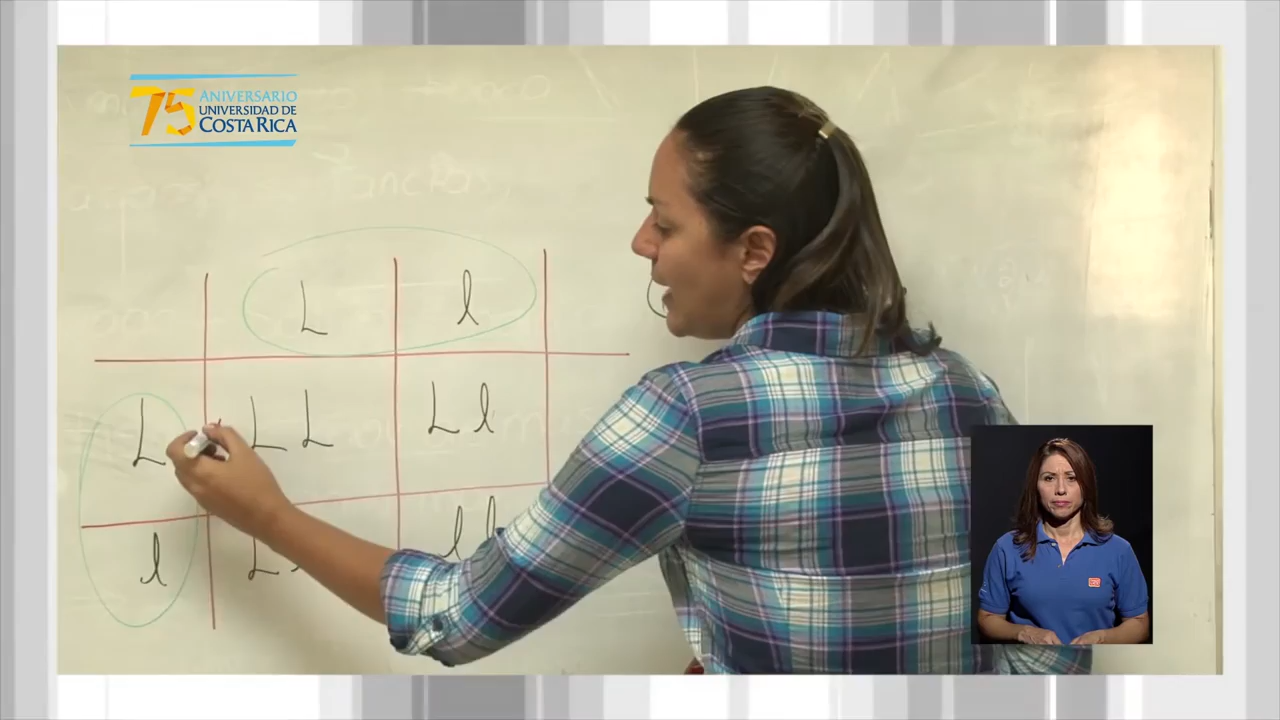 75
ANIVERSARIO
UNIVERSIDAD DE
COSTA RICA
L l
L L L L l
l L l l